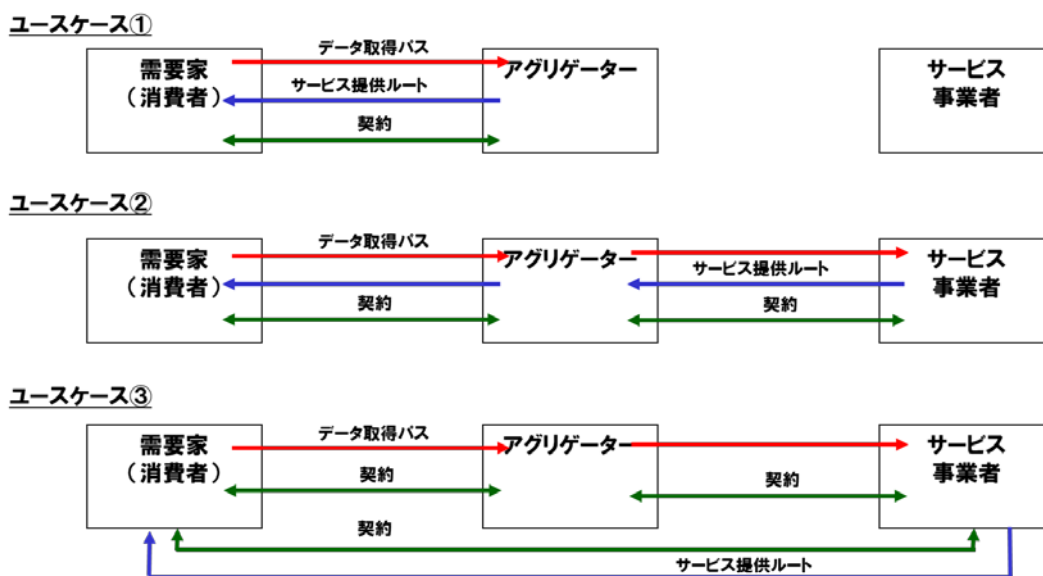 ユースケース①
需要家
（消費者）
データ取得パス
サービス提供ルート
契約
アグリゲーター
サービス
事業者
ユースケース②
需要家
（消費者）
データ取得パス
契約
アグリゲーター
サービス提供ルート
契約
サービス
事業者
ユースケース③
需要家
（消費者）
データ取得パス
契約
アグリゲーター
契約
サービス
事業者
契約
サービス提供ルート